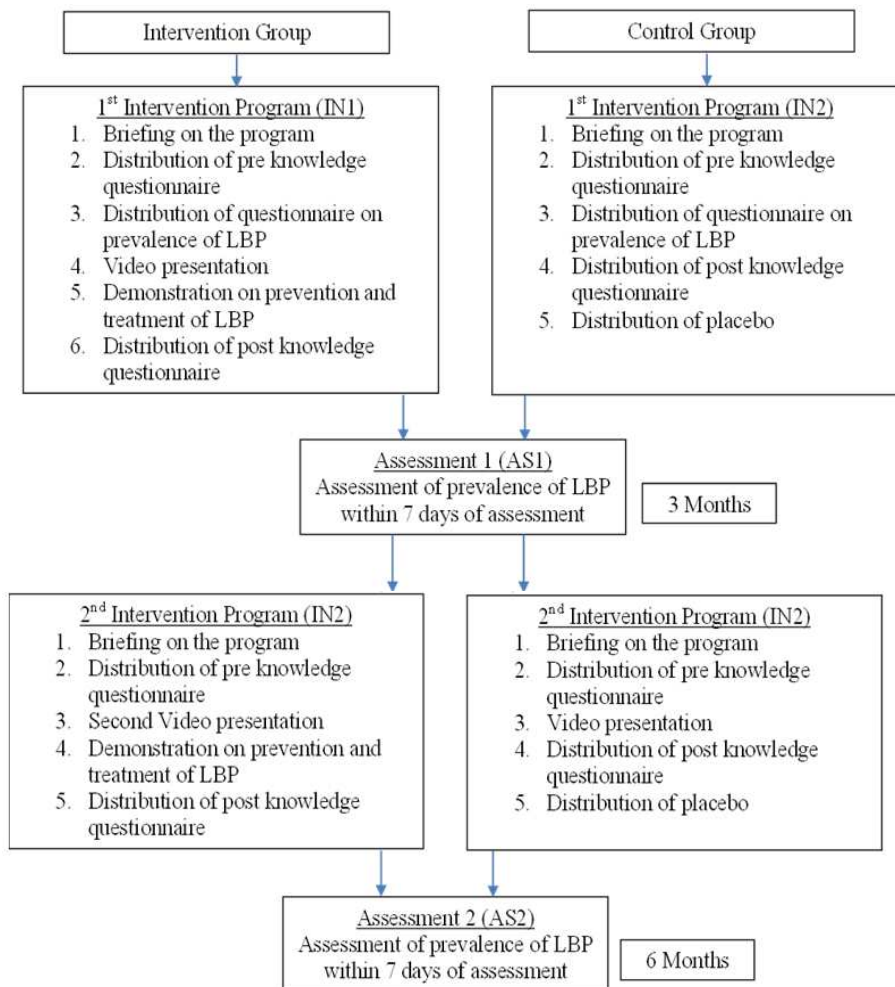 Intervention Group
Control Group
1st Intervention Program (IN1)
1. Briefing on the program
2. Distribution of pre knowledge
questionnaire
3. Distribution of questionnaire on
prevalence of LBP
4. Video presentation
5. Demonstration on prevention and
treatment of LBP
6. Distribution of post knowledge
questionnaire
1st Intervention Program (IN2)
1. Briefing on the program
2. Distribution of pre knowledge
questionnaire
3. Distribution of questionnaire on
prevalence of LBP
4. Distribution of post knowledge
questionnaire
5. Distribution of placebo
Assessment 1 (AS1)
Assessment of prevalence of LBP
within 7 days of assessment
3 Months
2nd Intervention Program (IN2)
1. Briefing on the program
2. Distribution of pre knowledge
questionnaire
3. Second Video presentation
4. Demonstration on prevention and
treatment of LBP
5. Distribution of post knowledge
questionnaire
2nd Intervention Program (IN2)
1. Briefing on the program
2. Distribution of pre knowledge
questionnaire
3. Video presentation
4. Distribution of post knowledge
questionnaire
5. Distribution of placebo
Assessment 2 (AS2)
Assessment of prevalence of LBP
within 7 days of assessment
6 Months